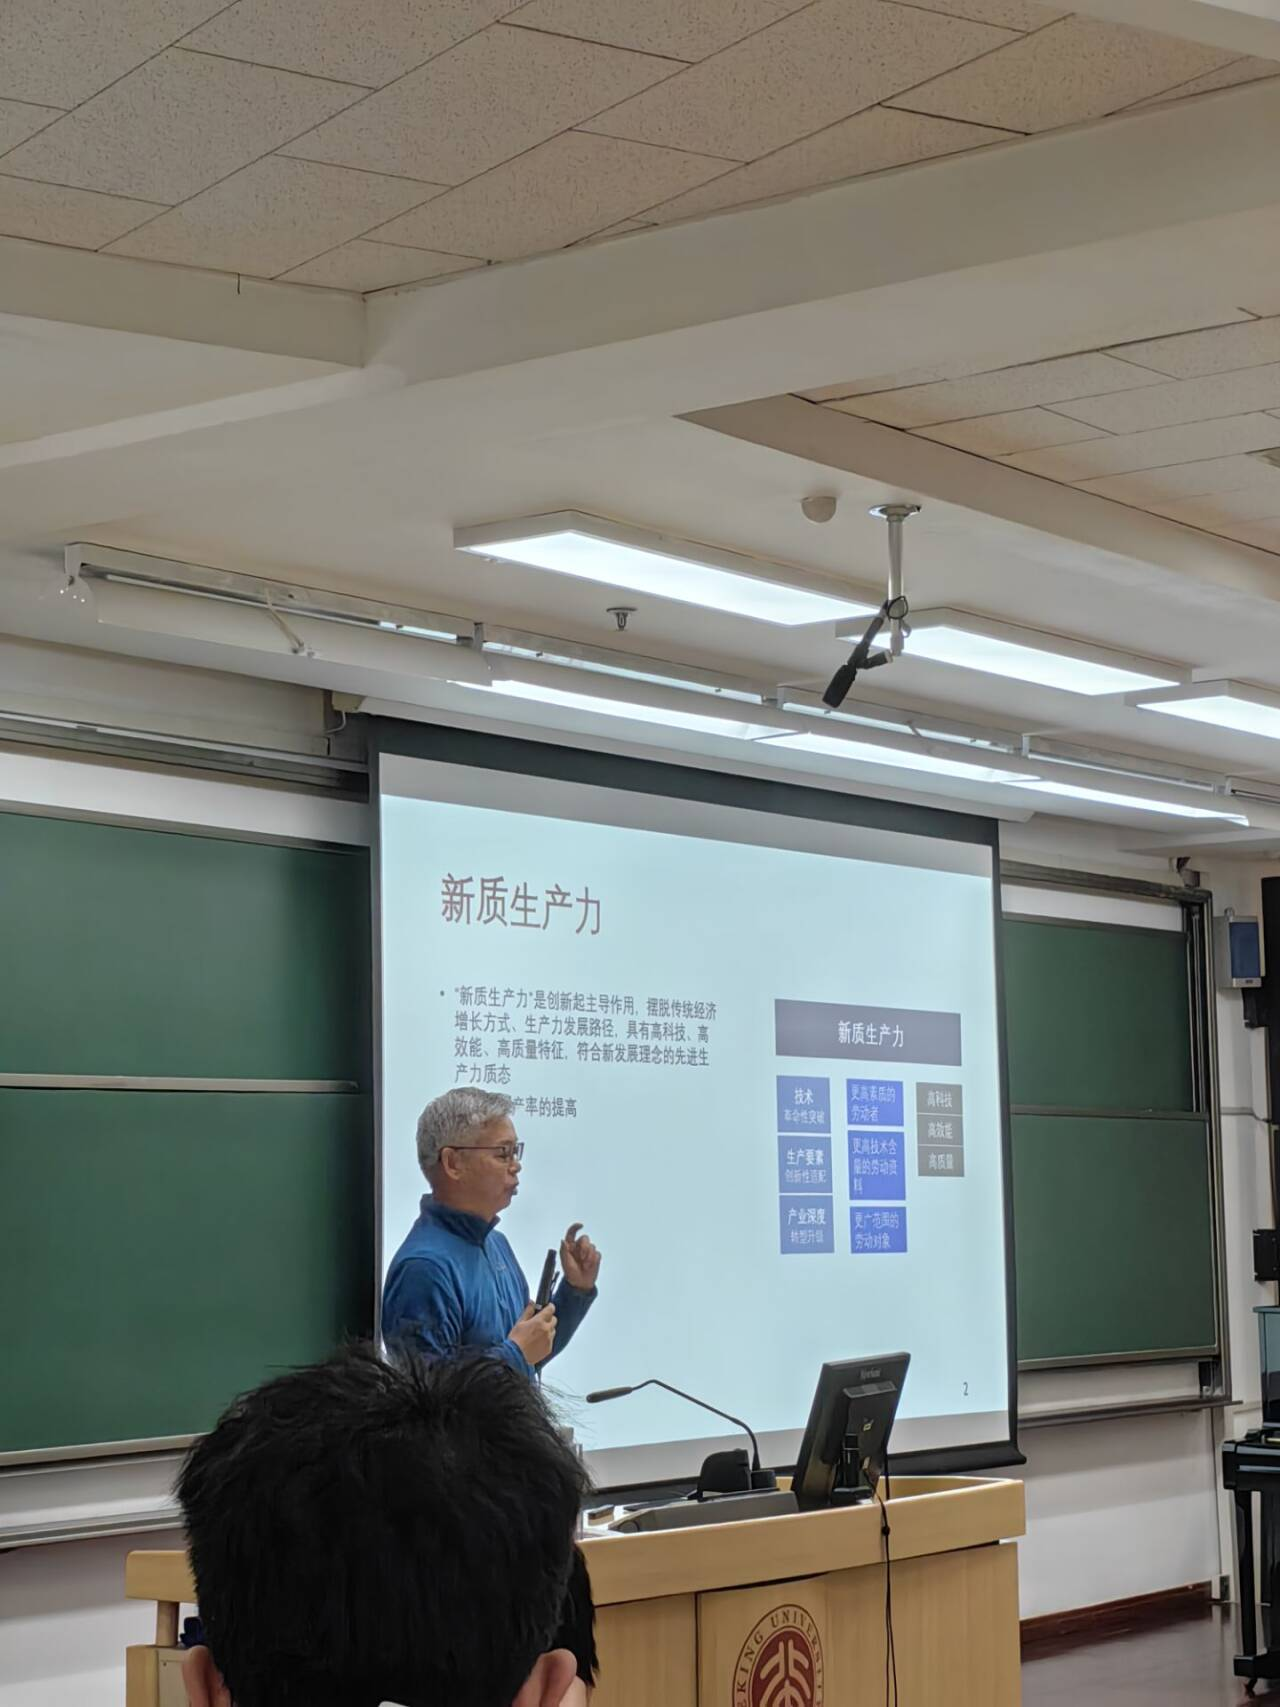 新质生产力
• “新质生产力”是创新起主导作用，摆脱传统经济
增长方式、生产力发展路径，具有高科技、高
效能、高质量特征，符合新发展理念的先进生
产力质态
产率的提高
新质生产力
技术
革命性突破
生产要素
创新性适配
产业深度
转型升级
更高素质的
劳动者
更高技术含
量的劳动资
料
更广范围的
劳动对象
高科技
高效能
高质量
2
KING UNIVERSI